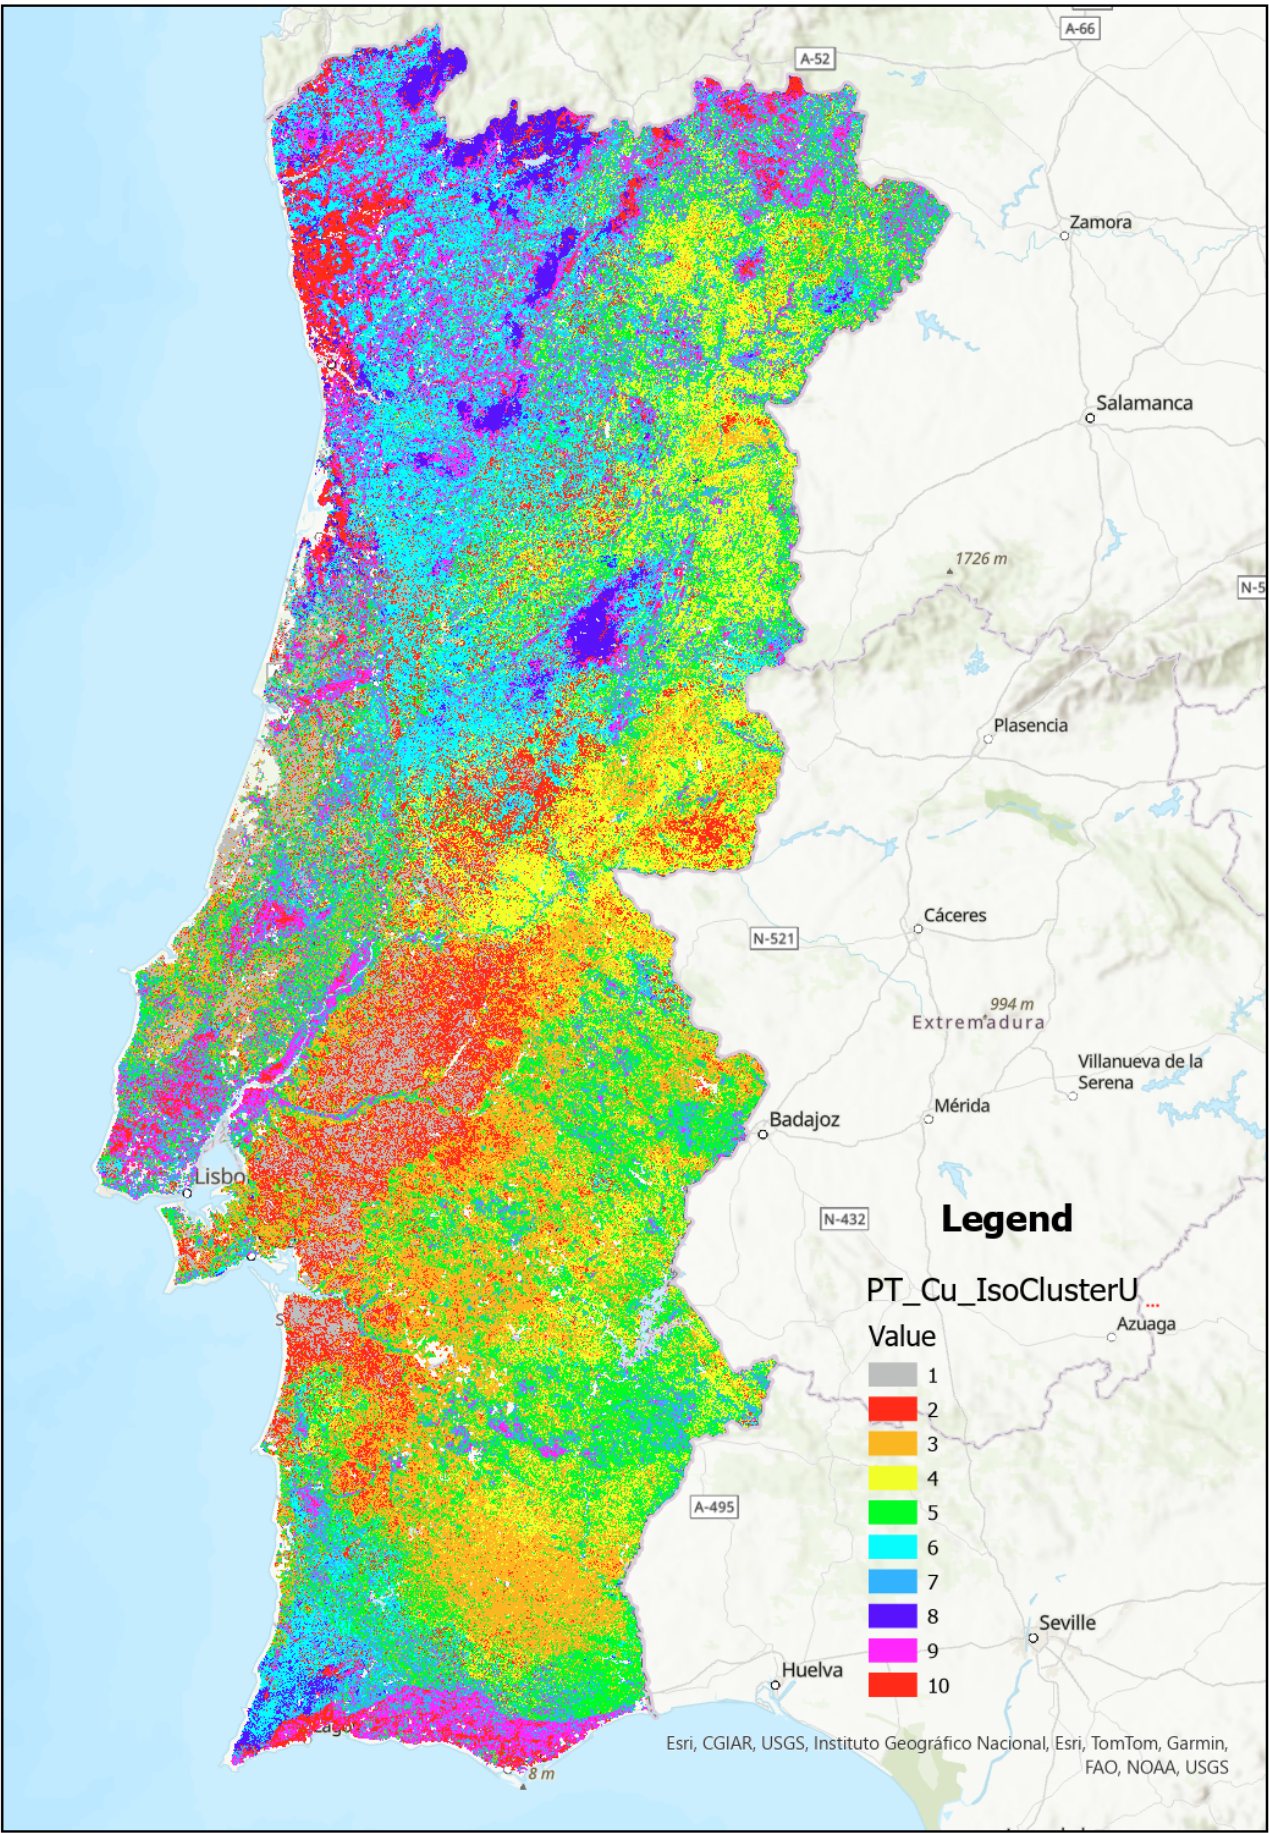 A-66
A-52
Zamora
Salamanca
1726 m
N-5
Plasencia
Cáceres
N-521
994 m
Extremadura
Villanueva de la
Serena
Mérida
Badajoz
Lisbo
N-432
Legend
PT_Cu_IsoClusterU...
Azuaga
Value
1
2
3
4
5
6
7
8
9
10
A-495
Seville
Huelva
Lago
8 m
Esri, CGIAR, USGS, Instituto Geográfico Nacional, Esri, TomTom, Garmin,
FAO, NOAA, USGS